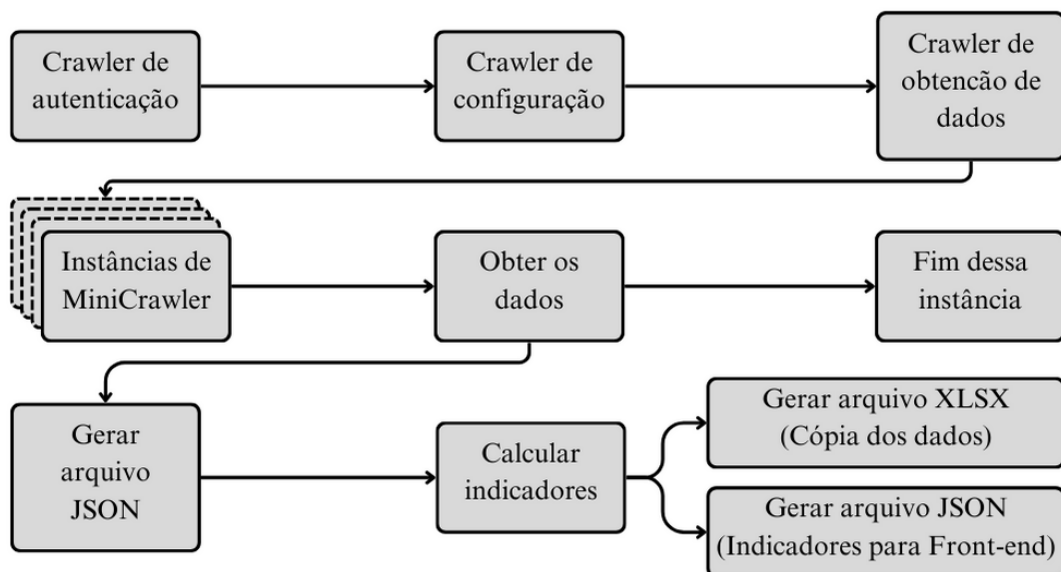 Crawler de
autenticação
Crawler de
configuração
Crawler de
obtencão de
dados
Instâncias de
MiniCrawler
Obter os
dados
Fim dessa
instância
Gerar
arquivo
JSON
Calcular
indicadores
Gerar arquivo XLSX
(Cópia dos dados)
Gerar arquivo JSON
(Indicadores para Front-end)